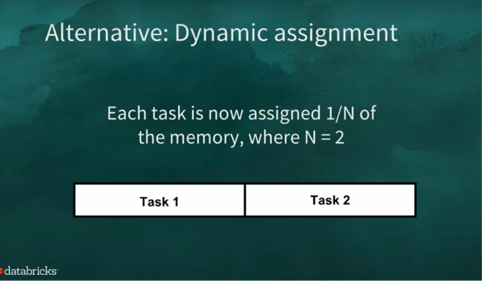 Alternative: Dynamic assignment
Each task is now assigned 1/N of
the memory, where N = 2
Task 1
Task 2
databricks